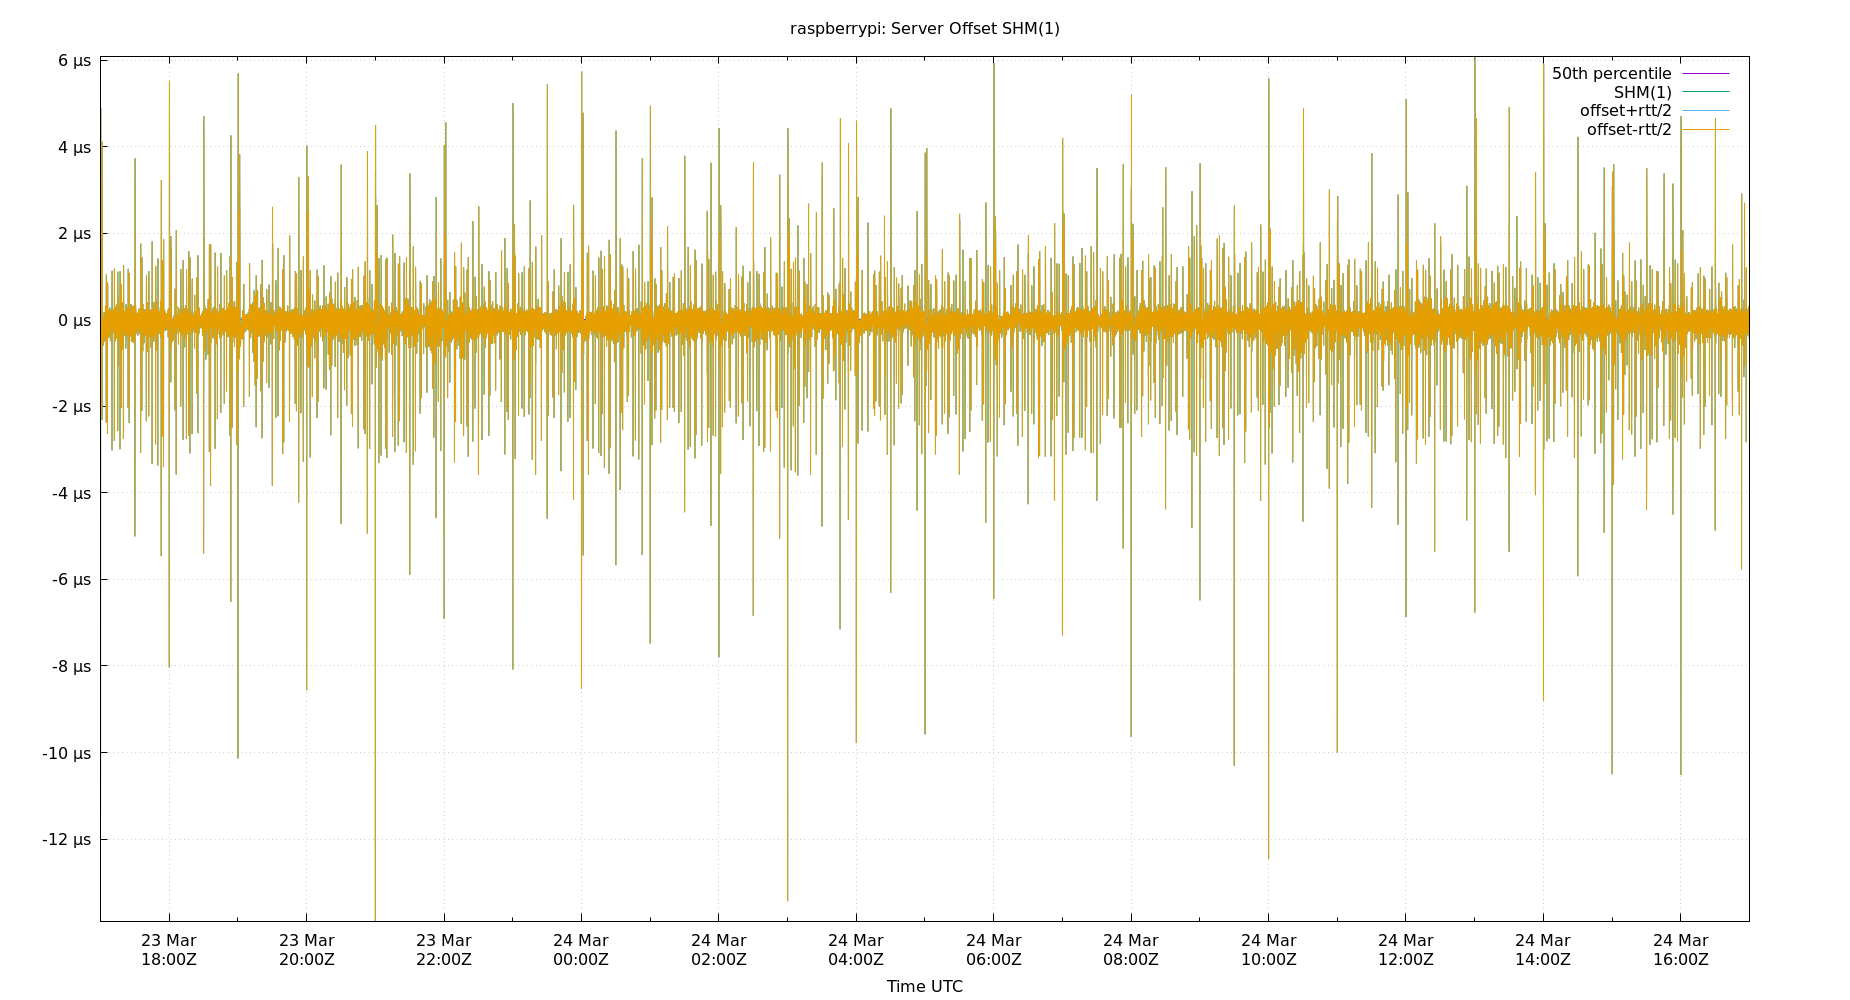 raspberrypi: Server Offset SHM(1)
6 µs
4 µs
2 µs
0 µs
-2 µs
-4 µs
-6 µs
-8 µs
-10 µs
-12 µs
50th percentile
SHM(1)
offset+rtt/2
offset-rtt/2
23 Mar 23 Mar 23 Mar 24 Mar 24 Mar 24 Mar 24 Mar 24 Mar 24 Mar 24 Mar 24 Mar 24 Mar
18:00Z 20:00Z 22:00Z 00:00Z 02:00Z 04:00Z 06:00Z 08:00Z 10:00Z 12:00Z 14:00Z 16:00Z
Time UTC